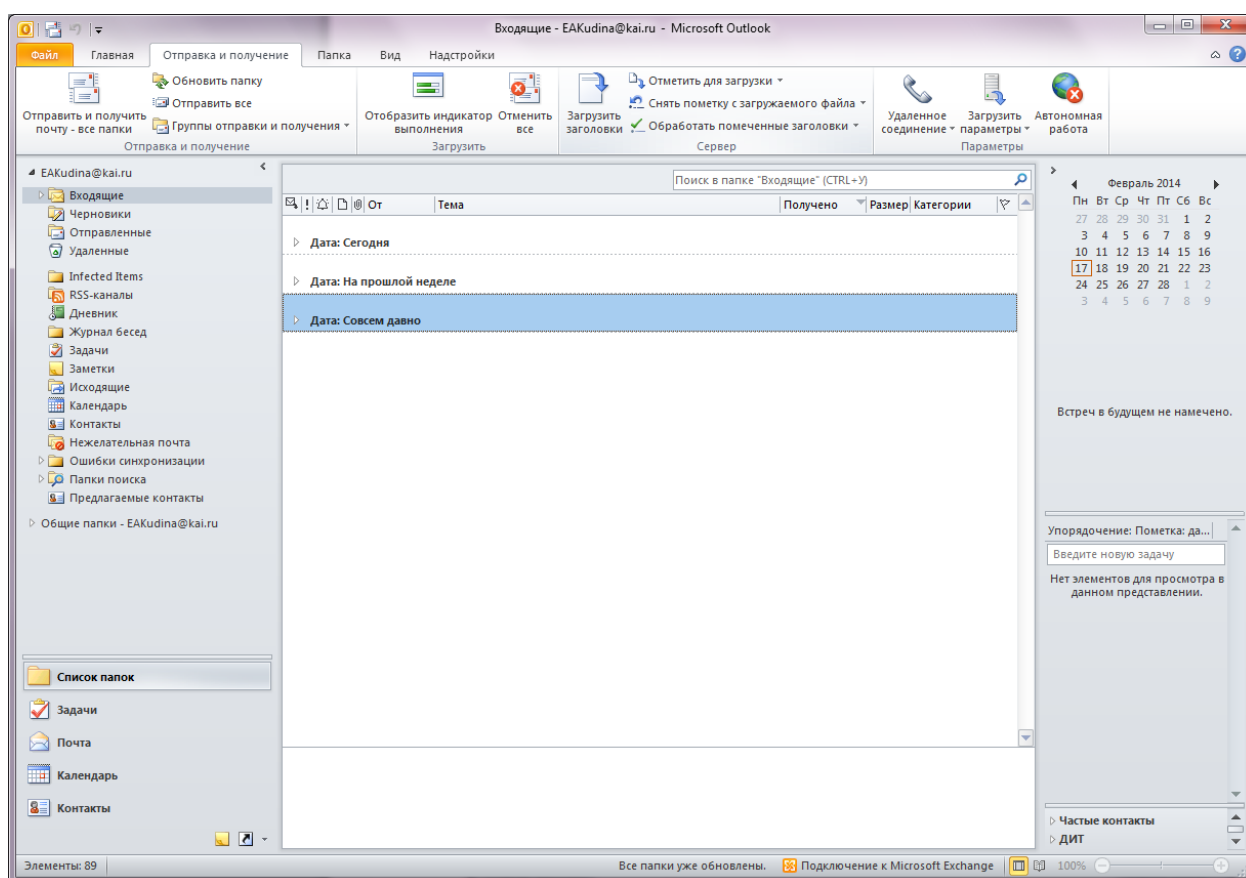 Входящие - EAKudina@kai.ru - Microsoft Outlook
Файл Главная Отправка и получение Папка Вид Надстройки
Отправить и получить почту - все папки
Обновить папку
Отправить все
Группы отправки и получения
Отправка и получение
Отобразить индикатор выполнения
Отменить все
Загрузить
Загрузить заголовки
Отметить для загрузки
Снять пометку с загружаемого файла
Обработать помеченные заголовки
Сервер
Удаленное соединение
Загрузить параметры
Автономная работа
Параметры
EAKudina@kai.ru
Входящие
Черновики
Отправленные
Удаленные
Infected Items
RSS-каналы
Дневник
Журнал бесед
Задачи
Заметки
Исходящие
Календарь
Контакты
Нежелательная почта
Ошибки синхронизации
Папки поиска
Предлагаемые контакты
Общие папки - EAKudina@kai.ru
Список папок
Задачи
Почта
Календарь
Контакты
Поиск в папке "Входящие" (CTRL+У)
От Тема Получено Размер Категории
Дата: Сегодня
Дата: На прошлой неделе
Дата: Совсем давно
Февраль 2014
Пн Вт Ср Чт Пт Сб Вс
27 28 29 30 31 1 2
3 4 5 6 7 8 9
10 11 12 13 14 15 16
17 18 19 20 21 22 23
24 25 26 27 28 1 2
3 4 5 6 7 8 9
Встреч в будущем не намечено.
Упорядочение: Пометка: да...
Введите новую задачу
Нет элементов для просмотра в
данном представлении.
Частые контакты
ДИТ
Элементы: 89
Все папки уже обновлены. Подключение к Microsoft Exchange 100%